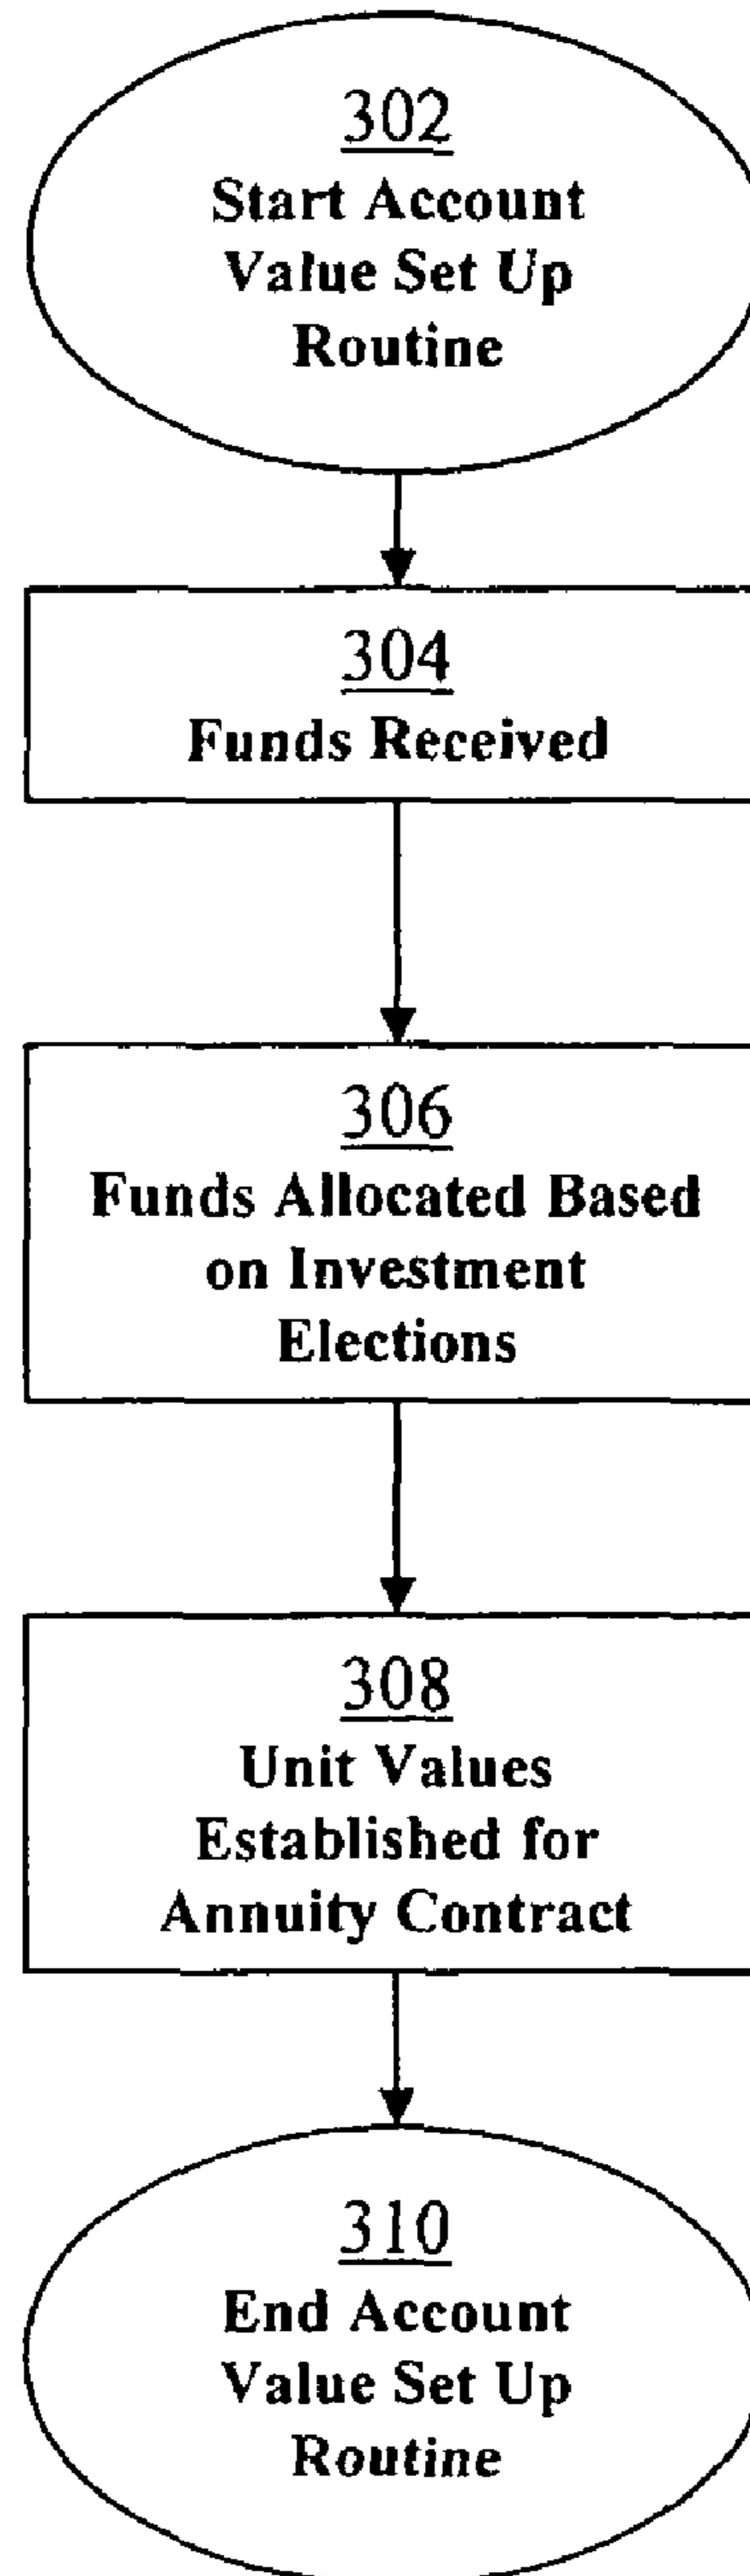 302
Start Account
Value Set Up
Routine
304
Funds Received
306
Funds Allocated Based
on Investment
Elections
308
Unit Values
Established for
Annuity Contract
310
End Account
Value Set Up
Routine